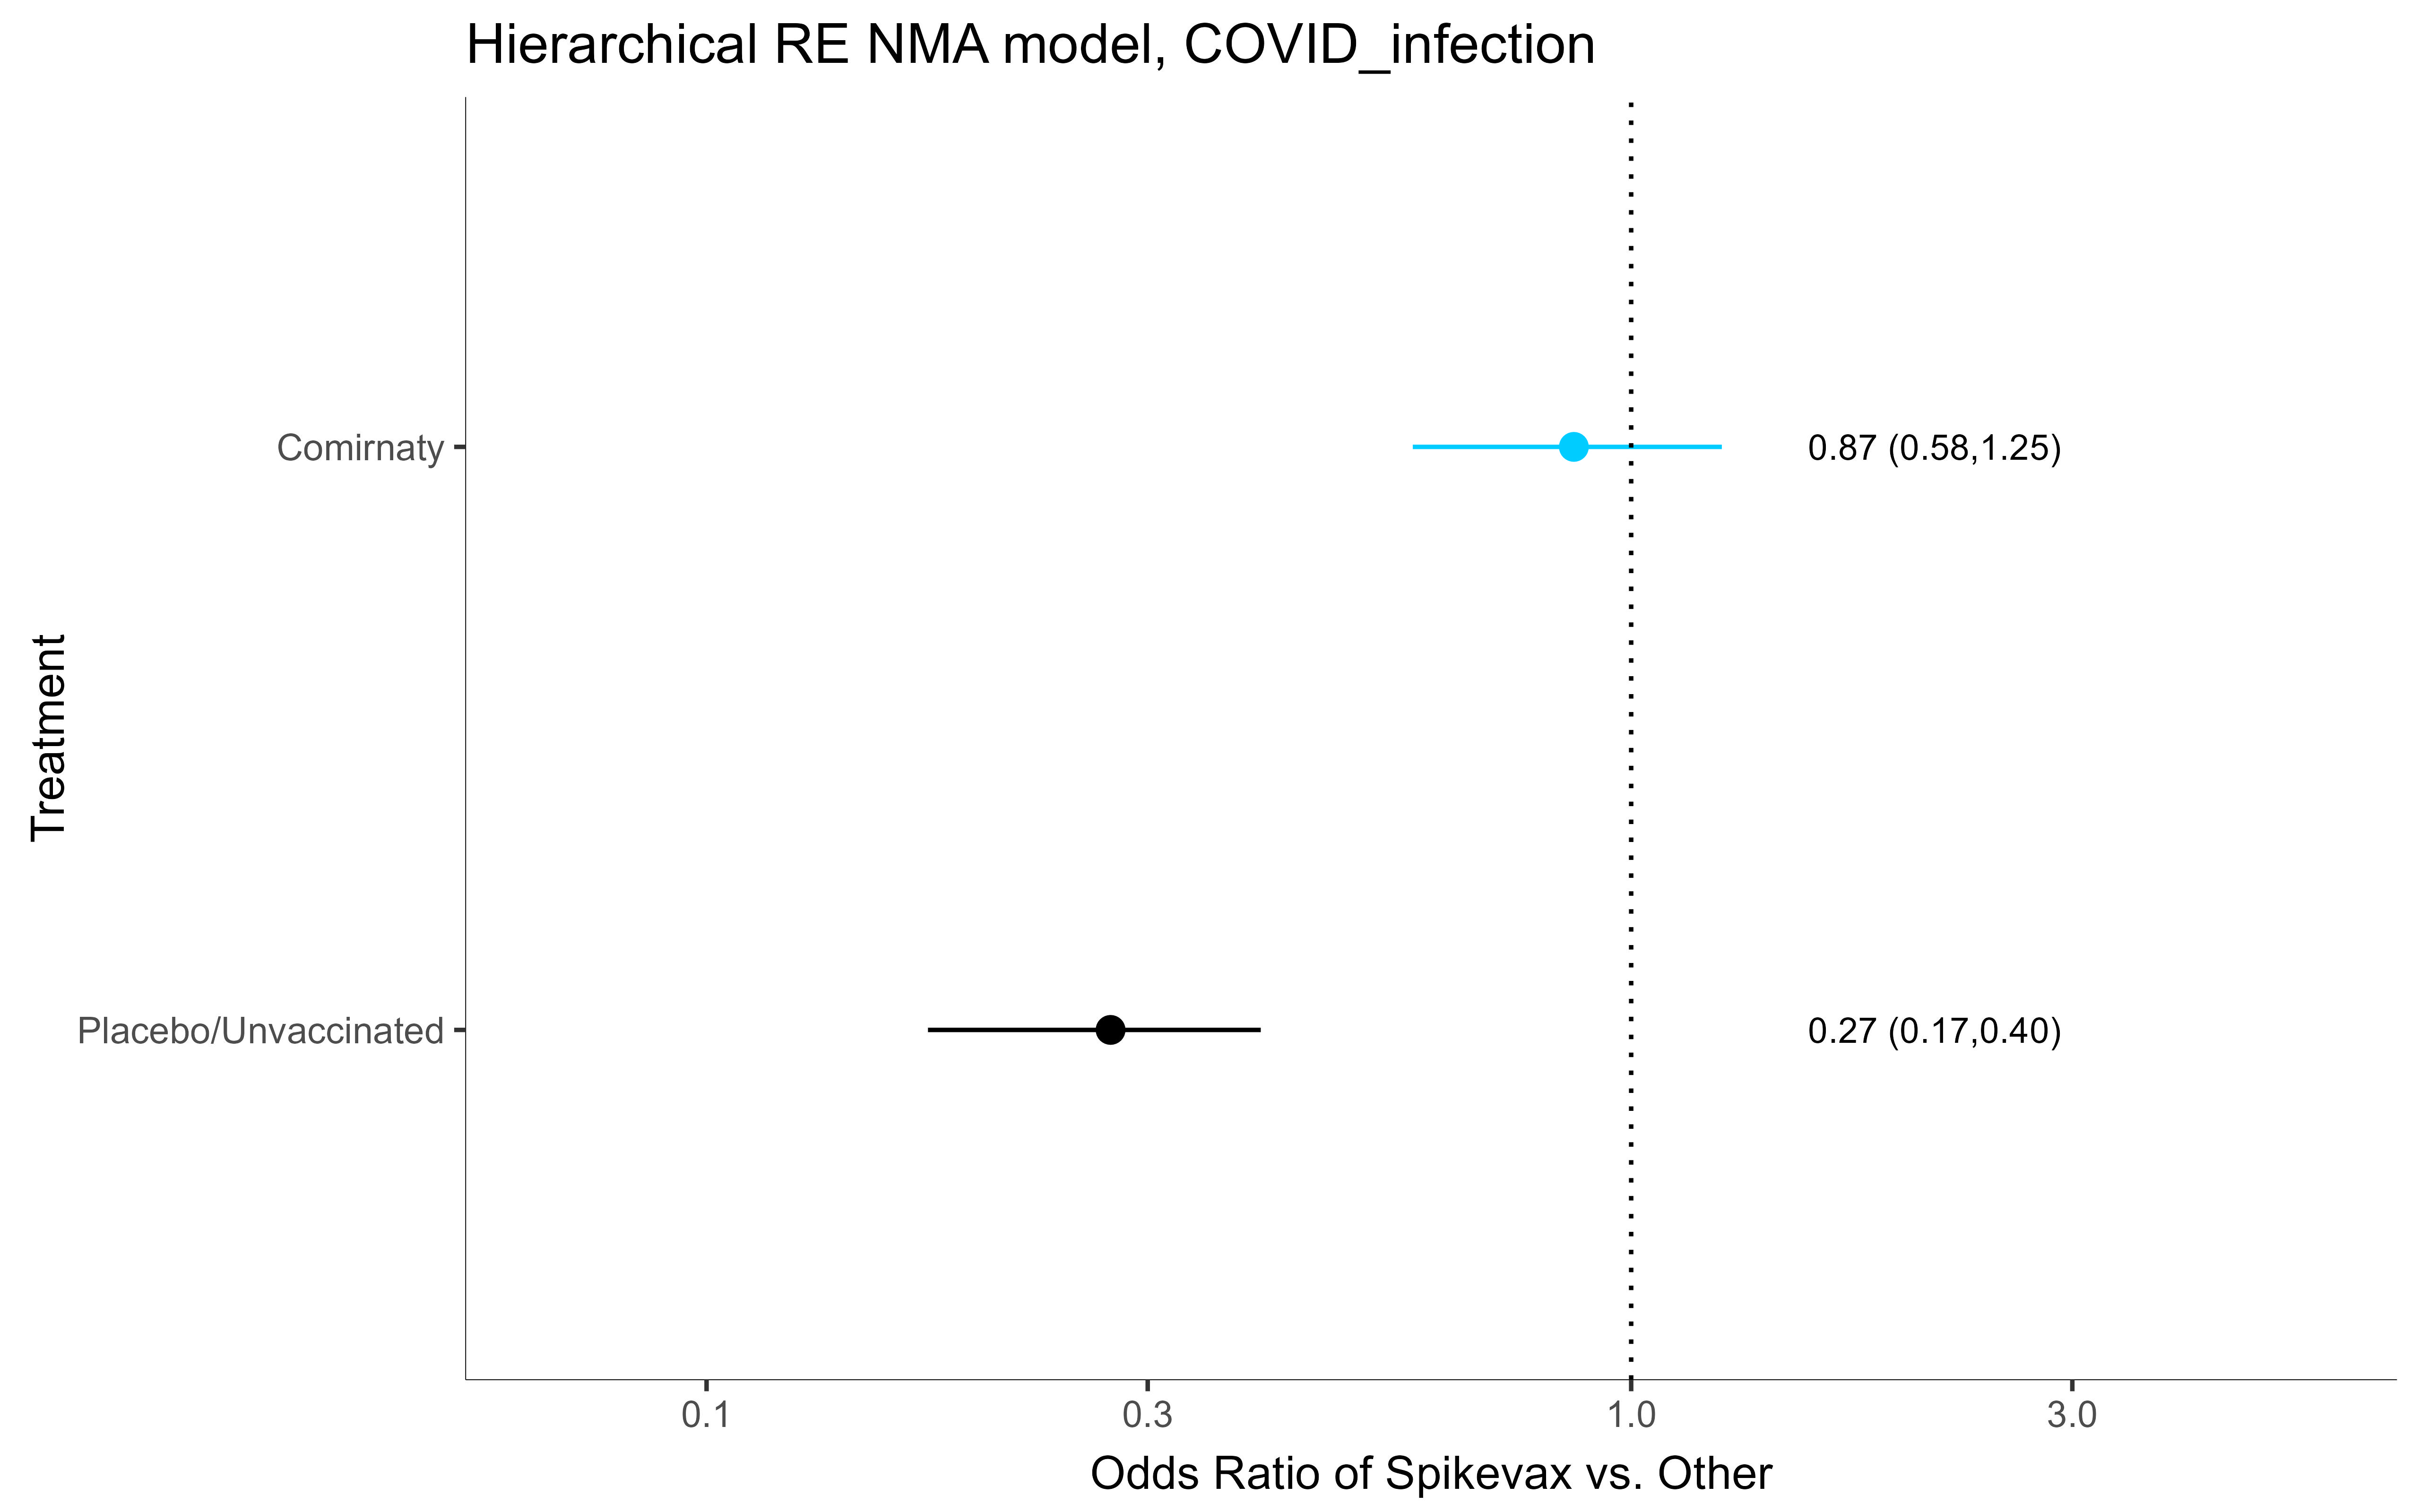 Hierarchical RE NMA model, COVID_infection
Treatment
Comirnaty
0.87 (0.58,1.25)
Placebo/Unvaccinated
0.27 (0.17,0.40)
0.1
0.3
1.0
3.0
Odds Ratio of Spikevax vs. Other